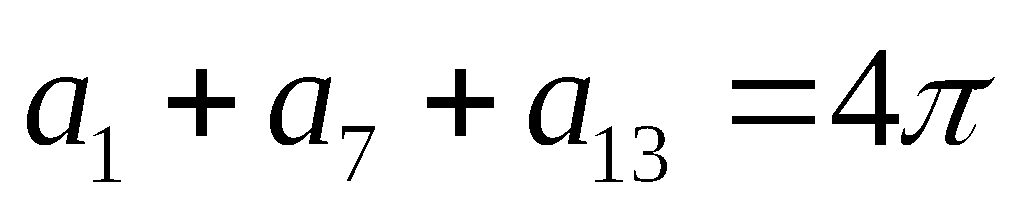 a₁ + a₇ + a₁₃ = 4π